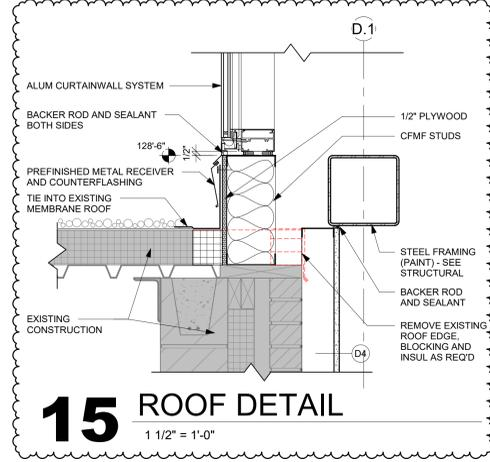 D.1
ALUM CURTAINWALL SYSTEM
BACKER ROD AND SEALANT
BOTH SIDES
128'-6"
1/2"
PREFINISHED METAL RECEIVER
AND COUNTERFLASHING
TIE INTO EXISTING
MEMBRANE ROOF
EXISTING
CONSTRUCTION
1/2" PLYWOOD
CFMF STUDS
STEEL FRAMING
(PAINT) - SEE
STRUCTURAL
BACKER ROD
AND SEALANT
REMOVE EXISTING
ROOF EDGE,
BLOCKING AND
INSUL AS REQ'D
D4
15 ROOF DETAIL
1 1/2" = 1'-0"